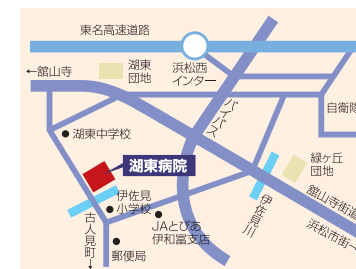 東名高速道路
←舘山寺
湖東
団地
浜松西
インター
バイパス
自衛隊
湖東中学校
湖東病院
緑ヶ丘
団地
伊佐見
小学校
古人見町
JAとぴあ
伊和富支店
伊佐見川
舘山寺街道
浜松市街→
郵便局